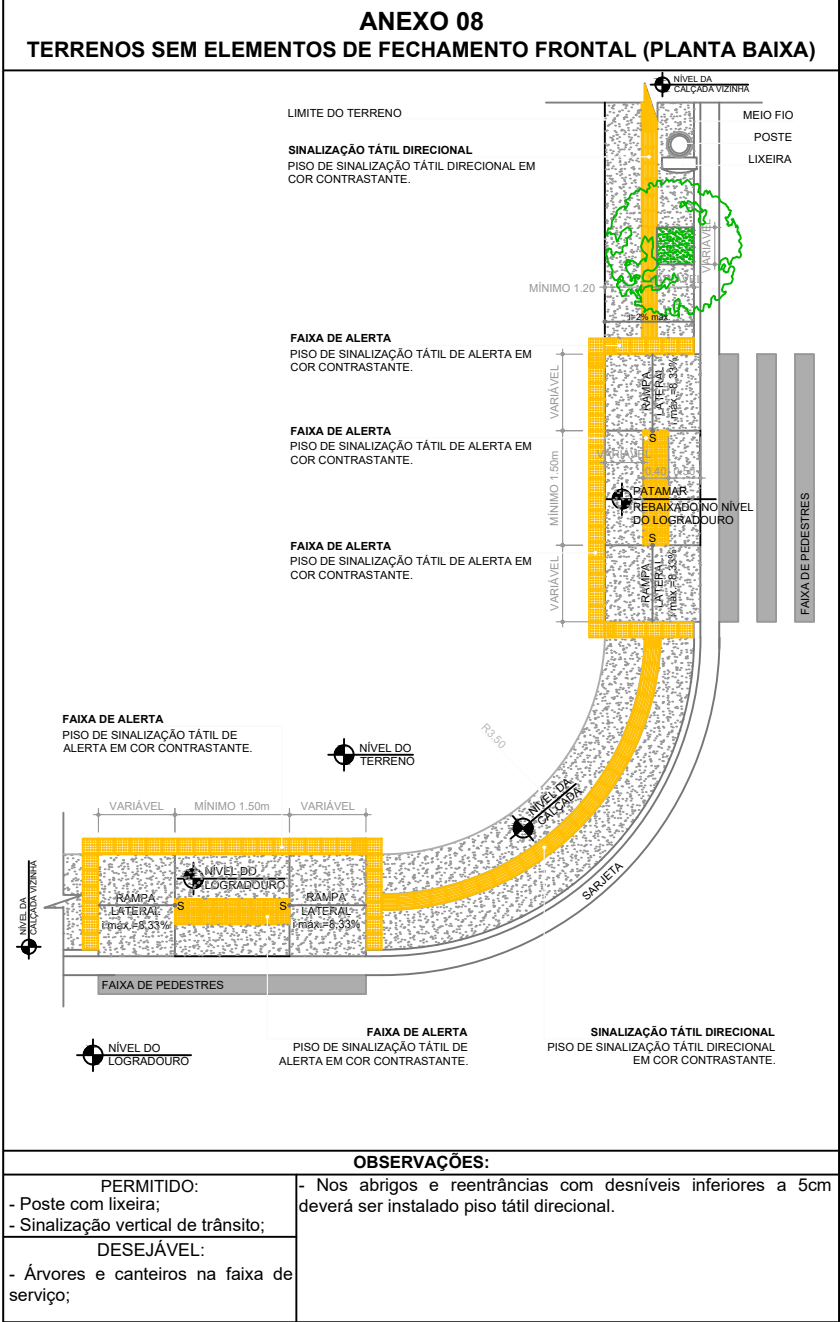 ANEXO 08
TERRENOS SEM ELEMENTOS DE FECHAMENTO FRONTAL (PLANTA BAIXA)
NÍVEL DA
CALÇADA VIZINHA
LIMITE DO TERRENO
MEIO FIO
POSTE
LIXEIRA
SINALIZAÇÃO TÁTIL DIRECIONAL
PISO DE SINALIZAÇÃO TÁTIL DIRECIONAL EM
COR CONTRASTANTE.
VARIÁVEL
MÍNIMO 1.20
i=2% máx.
FAIXA DE ALERTA
PISO DE SINALIZAÇÃO TÁTIL DE ALERTA EM
COR CONTRASTANTE.
VARIÁVEL
RAMPA
LATERAL
i máx.=8,33%
FAIXA DE ALERTA
PISO DE SINALIZAÇÃO TÁTIL DE ALERTA EM
COR CONTRASTANTE.
S
VARIÁVEL
MÍNIMO 1.50m
0.40
PATAMAR
REBAIXADO NO NÍVEL
DO LOGRADOURO
S
FAIXA DE PEDESTRES
FAIXA DE ALERTA
PISO DE SINALIZAÇÃO TÁTIL DE ALERTA EM
COR CONTRASTANTE.
VARIÁVEL
RAMPA
LATERAL
i máx.=8,33%
FAIXA DE ALERTA
PISO DE SINALIZAÇÃO TÁTIL DE
ALERTA EM COR CONTRASTANTE.
R3.50
NÍVEL DO
TERRENO
VARIÁVEL
MÍNIMO 1.50m
VARIÁVEL
NÍVEL DA
CALÇADA
NÍVEL DA
CALÇADA VIZINHA
NÍVEL DO
LOGRADOURO
RAMPA
LATERAL
i máx.=8,33%
S
S
RAMPA
LATERAL
i máx.=8,33%
SARJETA
FAIXA DE PEDESTRES
NÍVEL DO
LOGRADOURO
FAIXA DE ALERTA
PISO DE SINALIZAÇÃO TÁTIL DE
ALERTA EM COR CONTRASTANTE.
SINALIZAÇÃO TÁTIL DIRECIONAL
PISO DE SINALIZAÇÃO TÁTIL DIRECIONAL
EM COR CONTRASTANTE.
OBSERVAÇÕES:
PERMITIDO:
- Poste com lixeira;
- Sinalização vertical de trânsito;
DESEJÁVEL:
- Árvores e canteiros na faixa de
serviço;
- Nos abrigos e reentrâncias com desníveis inferiores a 5cm
deverá ser instalado piso tátil direcional.